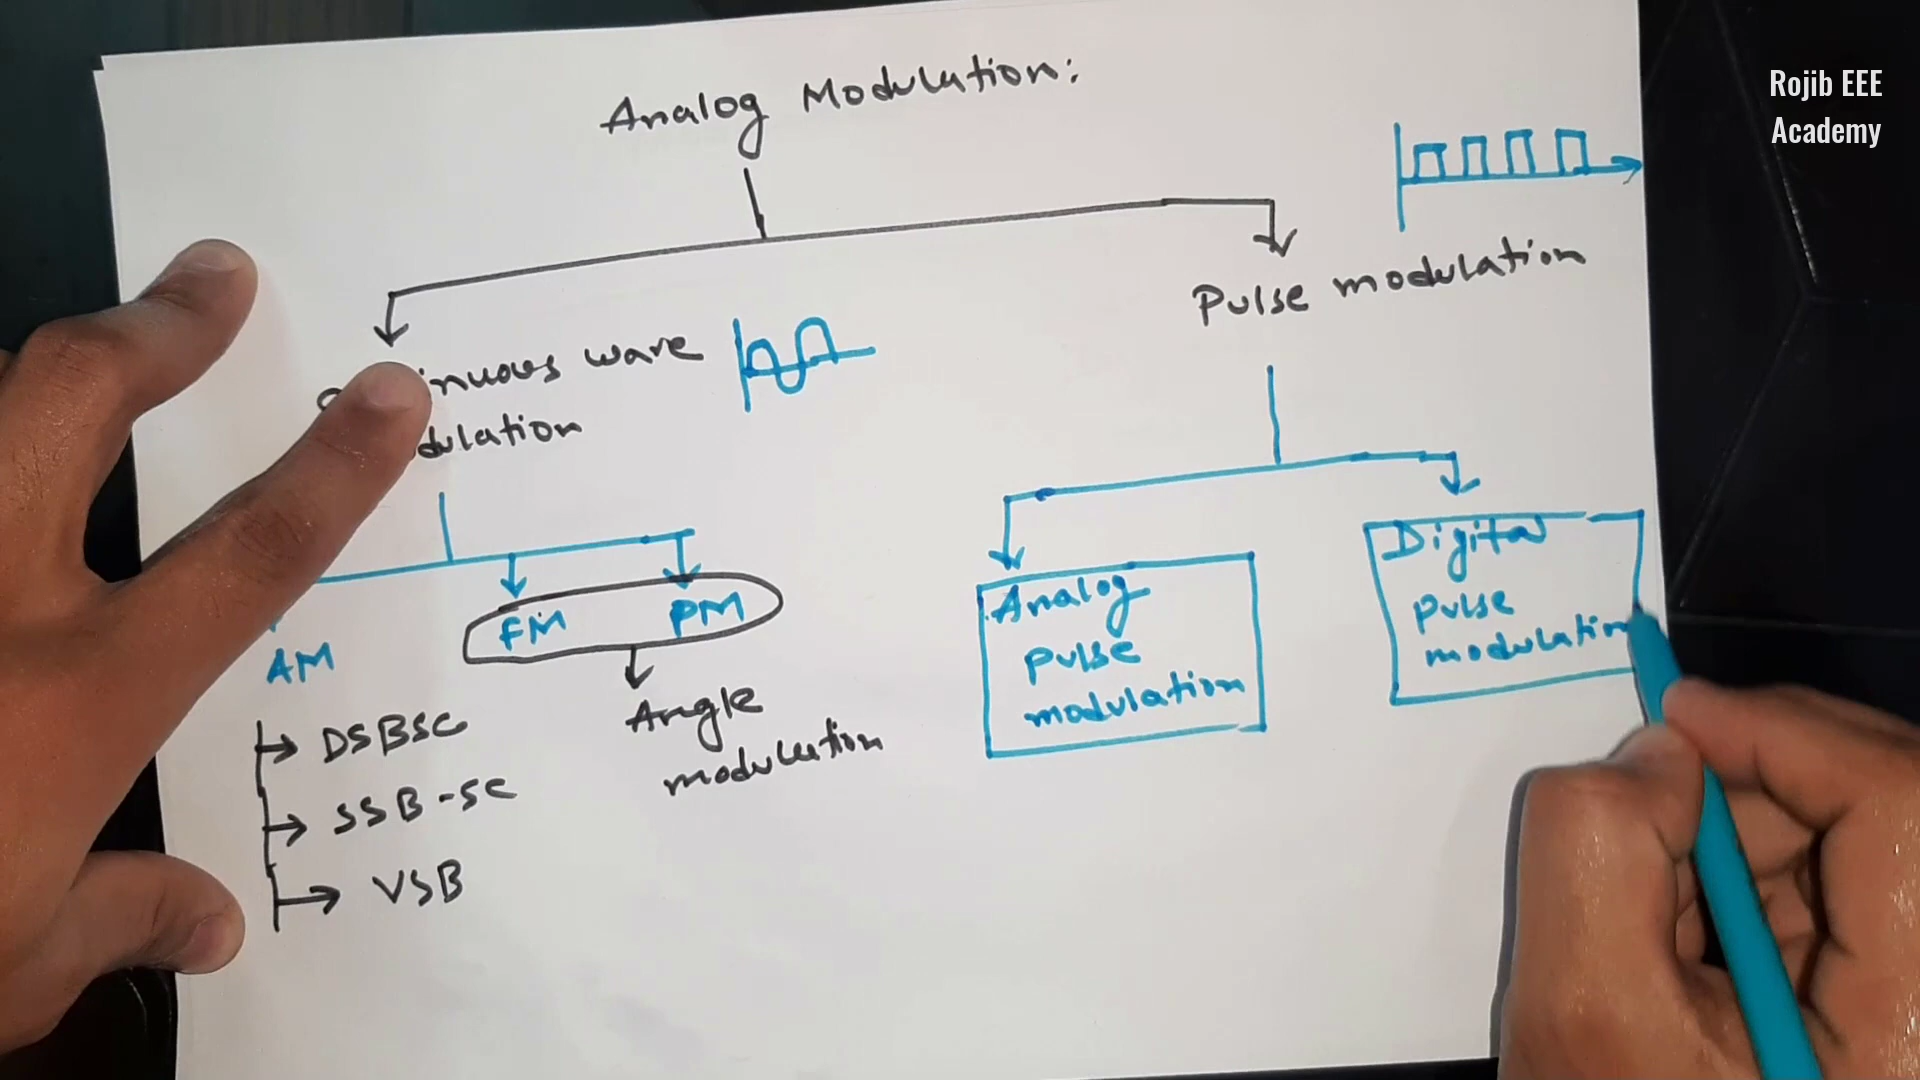 Rojib EEE
Academy
Analog Modulation:
Pulse modulation
wave
dulation
FM
PM
AM
Angle
modulation
DSBSC
SSB-SC
VSB
Analog
pulse
modulation
Digital
pulse
modulation